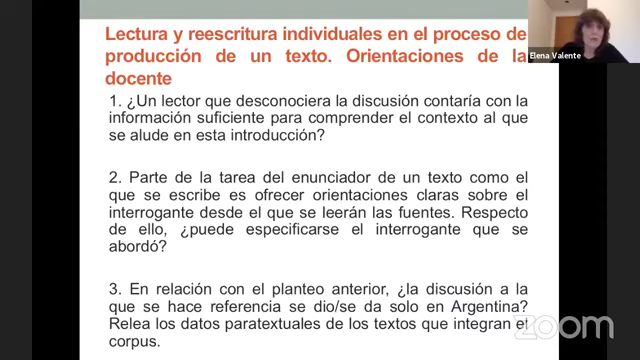 Lectura y reescritura individuales en el proceso de
producción de un texto. Orientaciones de la
docente
1. ¿Un lector que desconociera la discusión contaría con la
información suficiente para comprender el contexto al que
se alude en esta introducción?
2. Parte de la tarea del enunciador de un texto como el
que se escribe es ofrecer orientaciones claras sobre el
interrogante desde el que se leerán las fuentes. Respecto
de ello, ¿puede especificarse el interrogante que se
abordó?
3. En relación con el planteo anterior, ¿la discusión a la
que se hace referencia se dio/se da solo en Argentina?
Relea los datos paratextuales de los textos que integran el
corpus.
Elena Valente
zoom